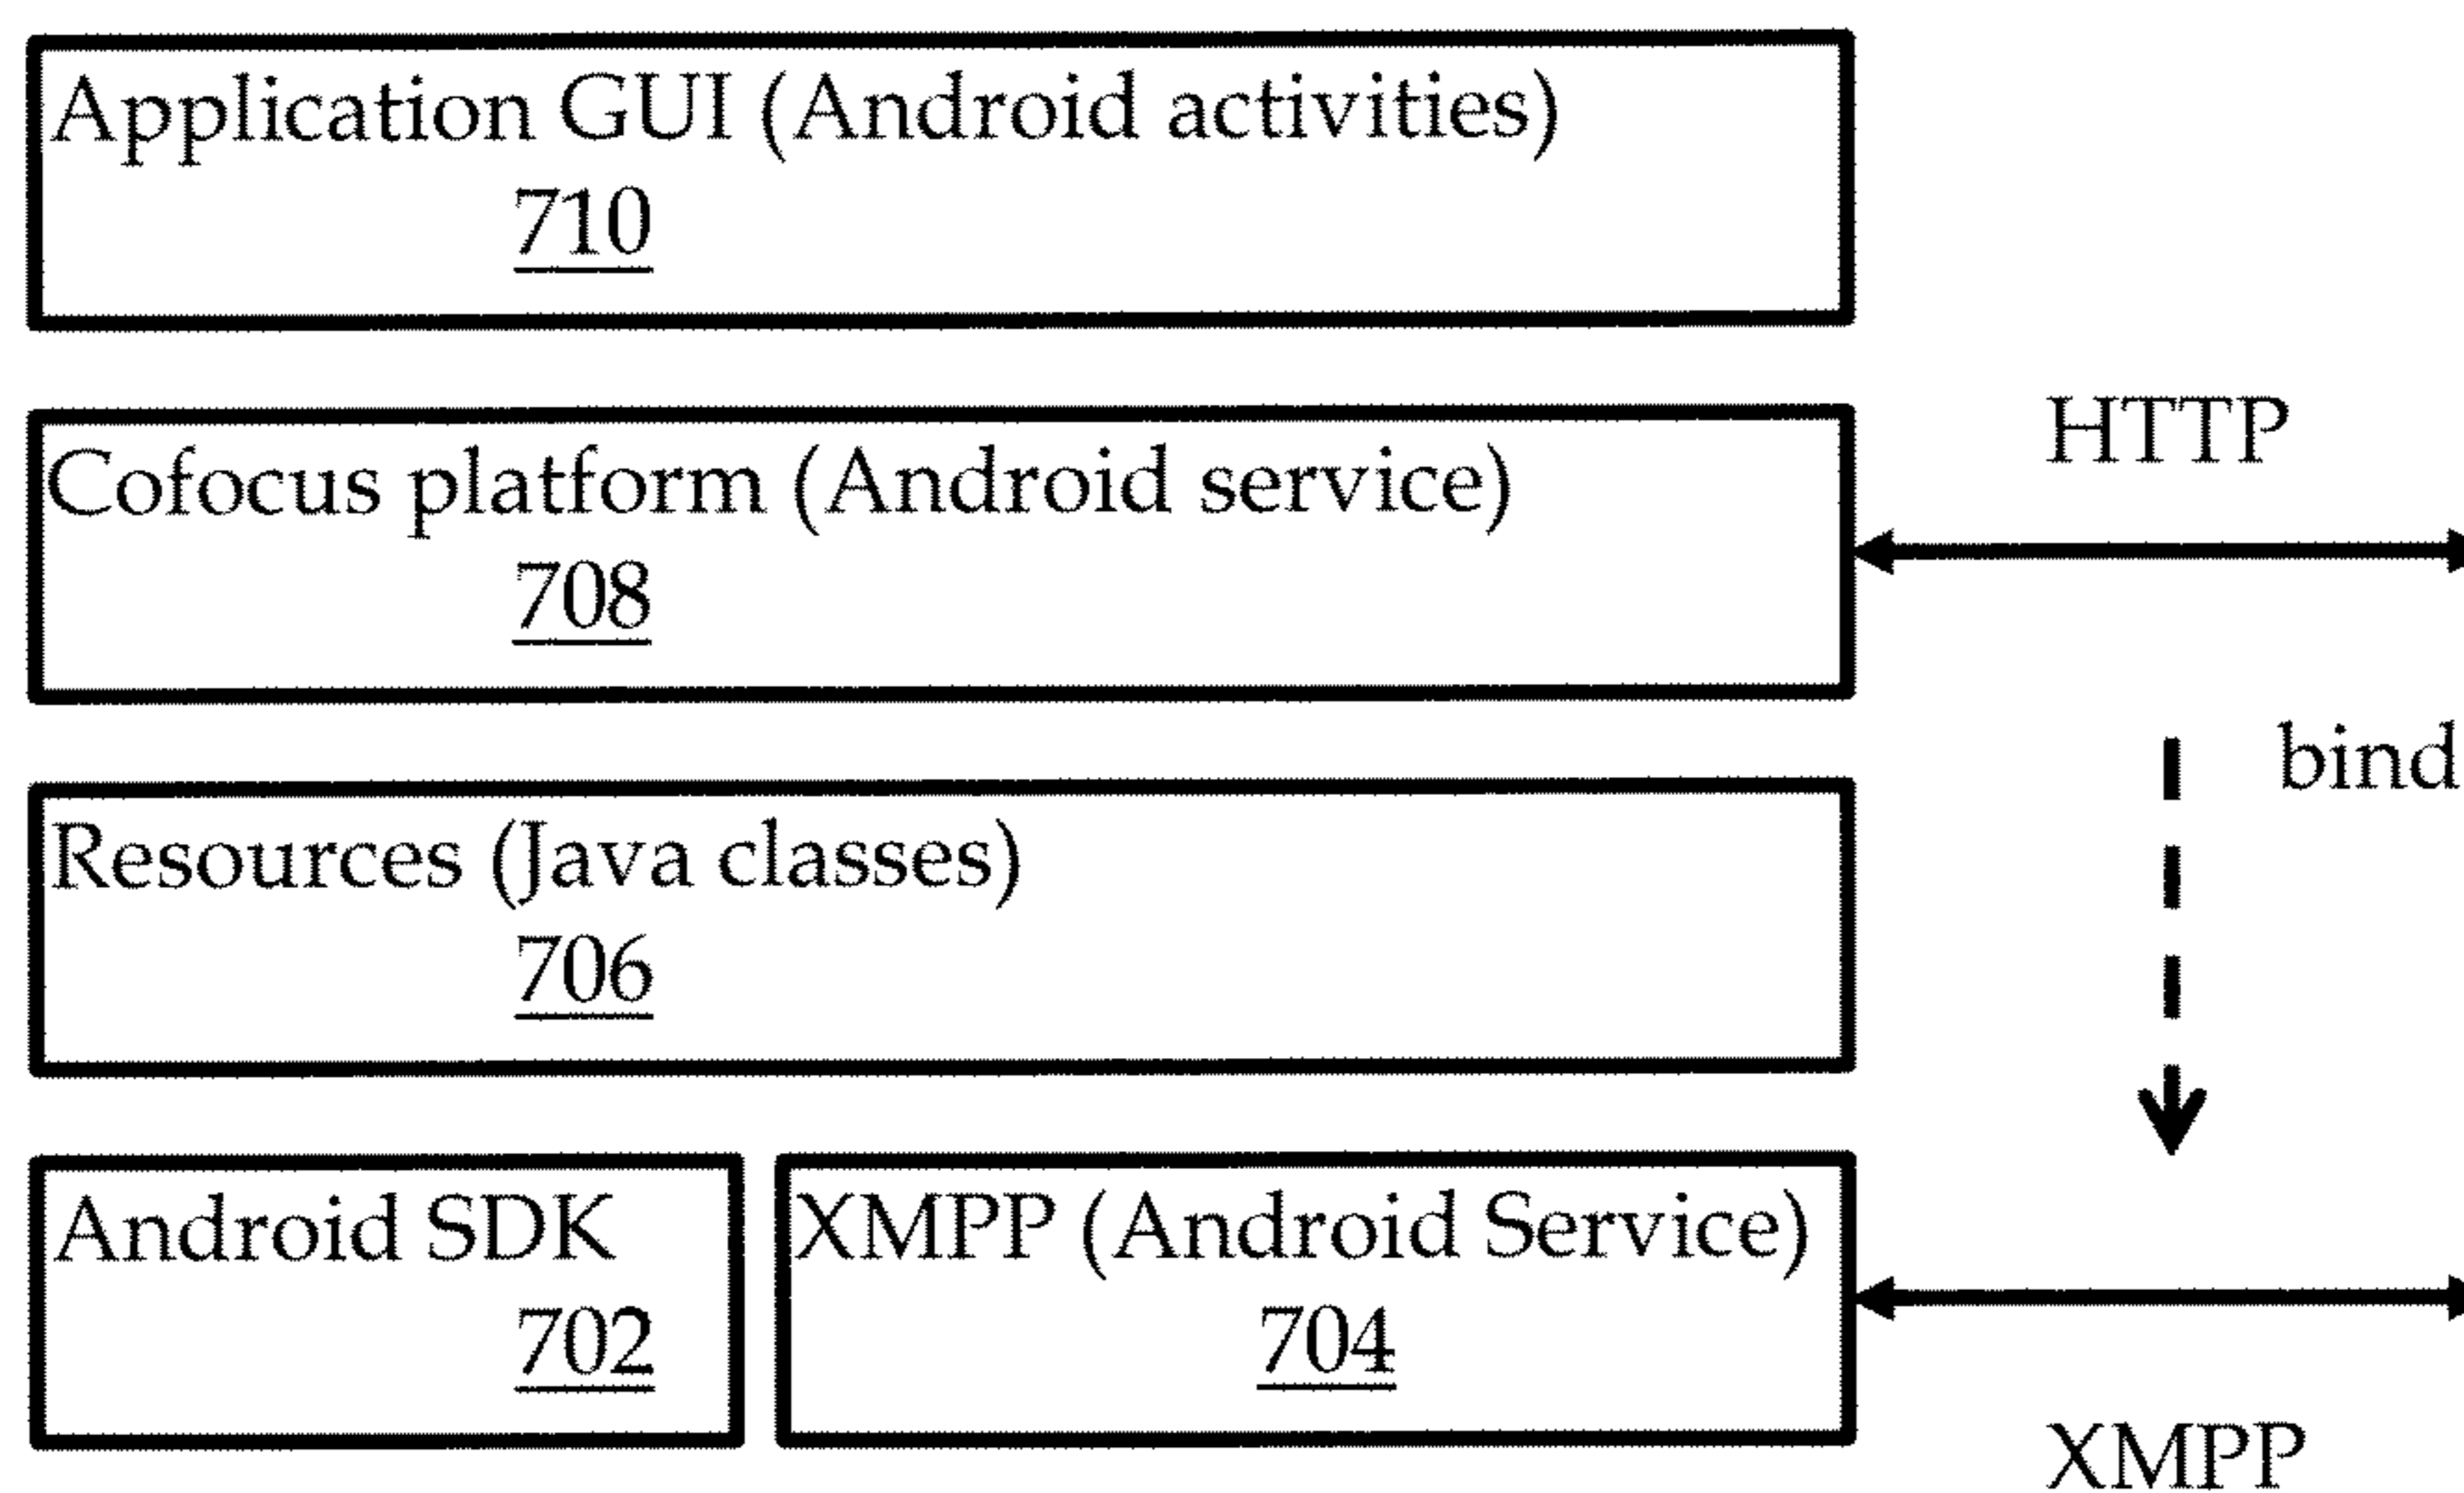 Application GUI (Android activities)
710
HTTP
Cofocus platform (Android service)
708
bind
Resources (Java classes)
706
Android SDK
702
XMPP (Android Service)
704
XMPP